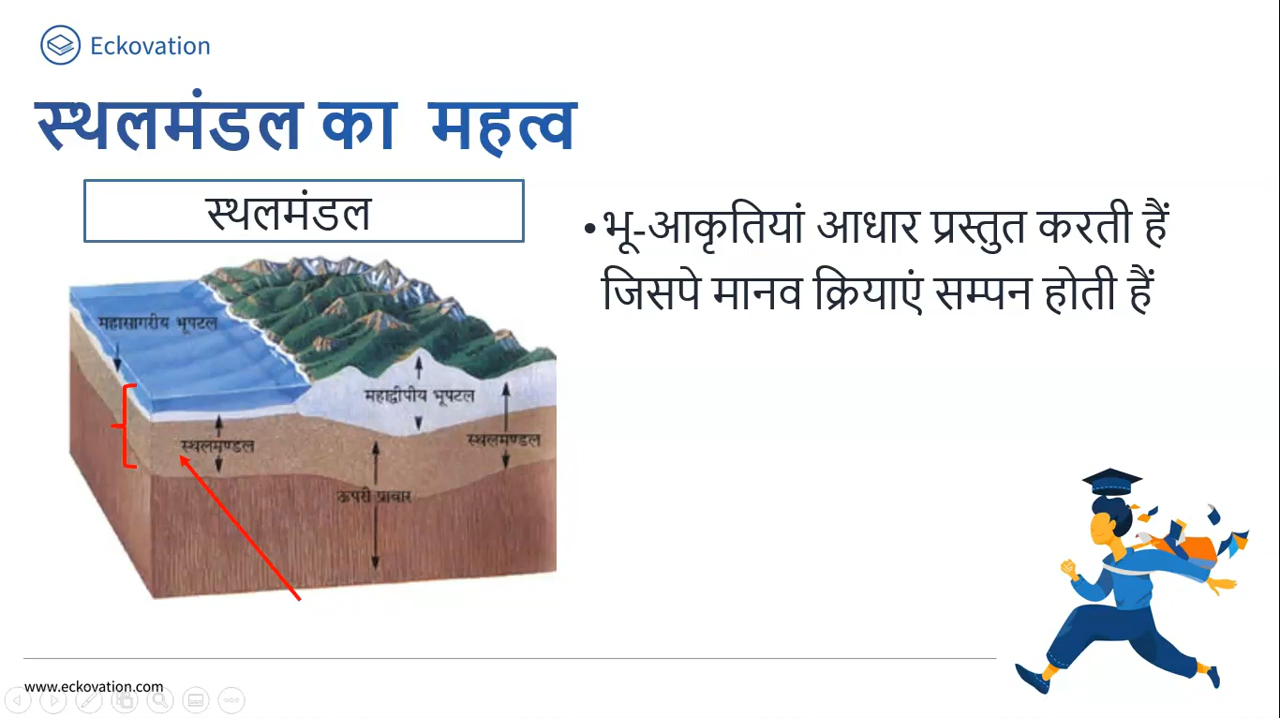 Eckovation
स्थलमंडल का महत्व
स्थलमंडल
•भू-आकृतियां आधार प्रस्तुत करती हैं
जिसपे मानव क्रियाएं सम्पन होती हैं
महासागरीय भूपटल
महाद्वीपीय भूपटल
स्थलमण्डल
स्थलमण्डल
ऊपरी प्रावार
www.eckovation.com